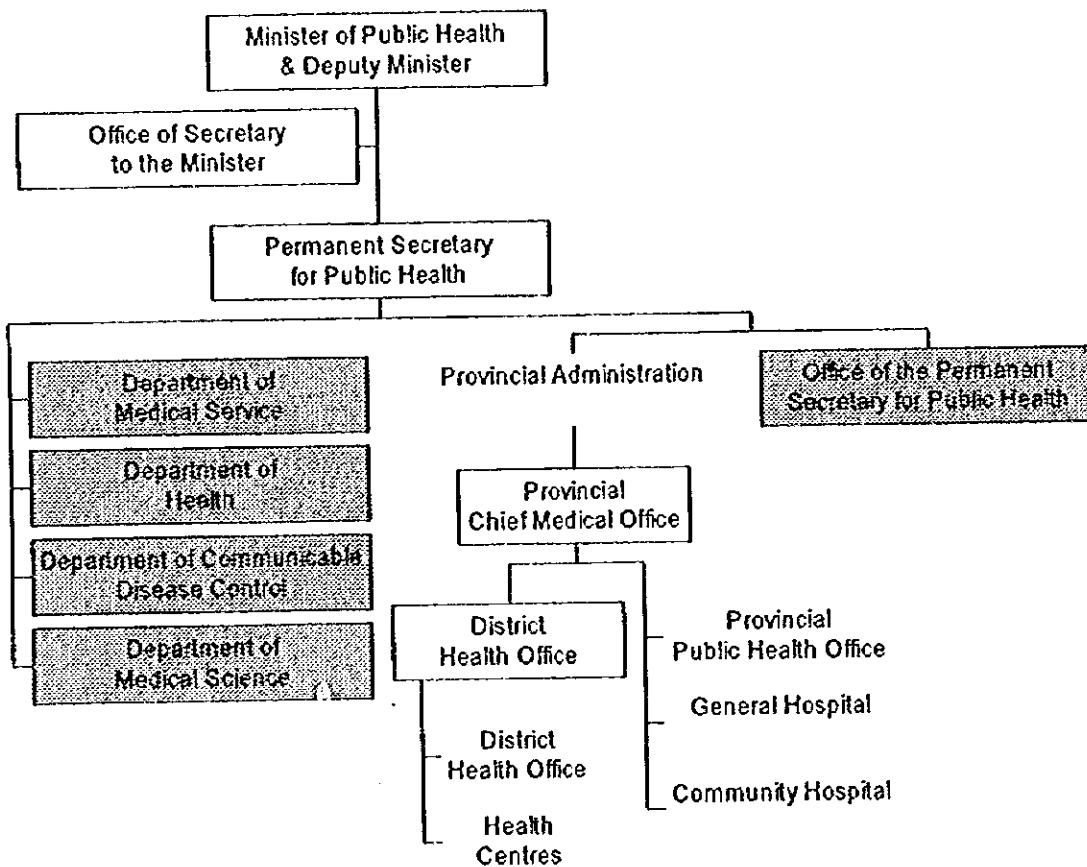 Minister of Public Health
& Deputy Minister
Office of Secretary
to the Minister
Permanent Secretary
for Public Health
Department of
Medical Service
Department of
Health
Department of Communicable
Disease Control
Department of
Medical Science
Provincial Administration
Office of the Permanent
Secretary for Public Health
Provincial
Chief Medical Office
District
Health Office
District
Health Office
Health
Centres
Provincial
Public Health Office
General Hospital
Community Hospital